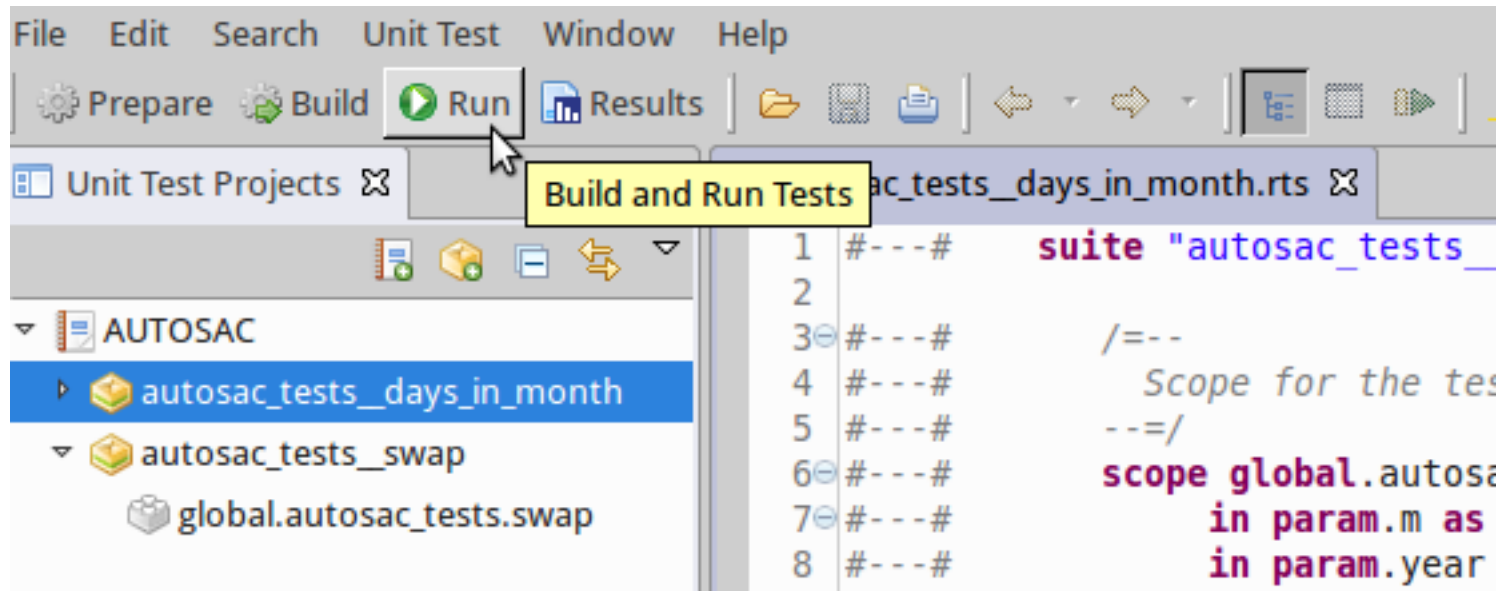 File Edit Search Unit Test Window Help
Prepare Build Run Results
Build and Run Tests
Unit Test Projects
ac_tests__days_in_month.rts
AUTOSAC
autosac_tests__days_in_month
autosac_tests__swap
global.autosac_tests.swap
1 #---# suite "autosac_tests__
2
3 #---# /=--
4 #---# Scope for the tes
5 #---# --=/
6 #---# scope global.autosa
7 #---# in param.m as
8 #---# in param.year